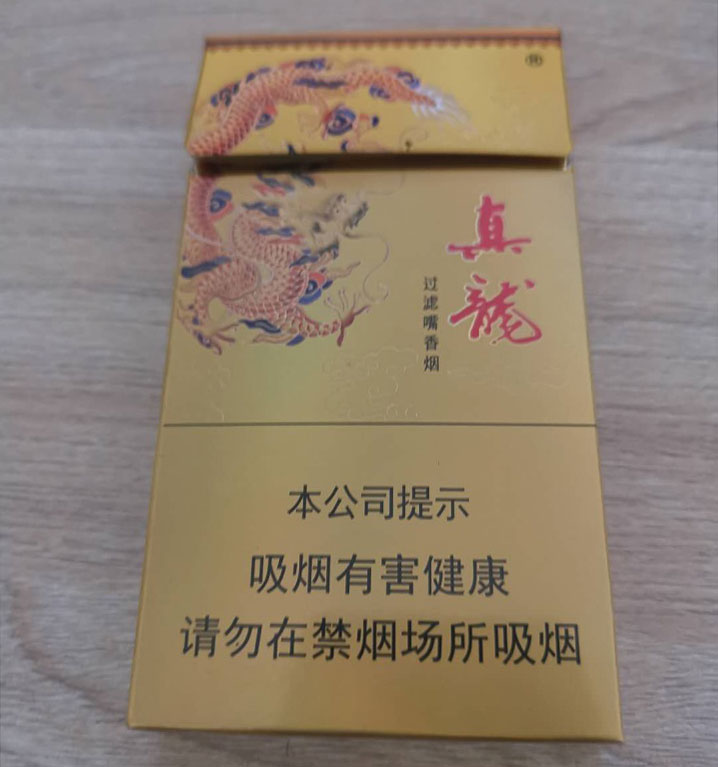 真龙
过滤嘴香烟
本公司提示
吸烟有害健康
请勿在禁烟场所吸烟